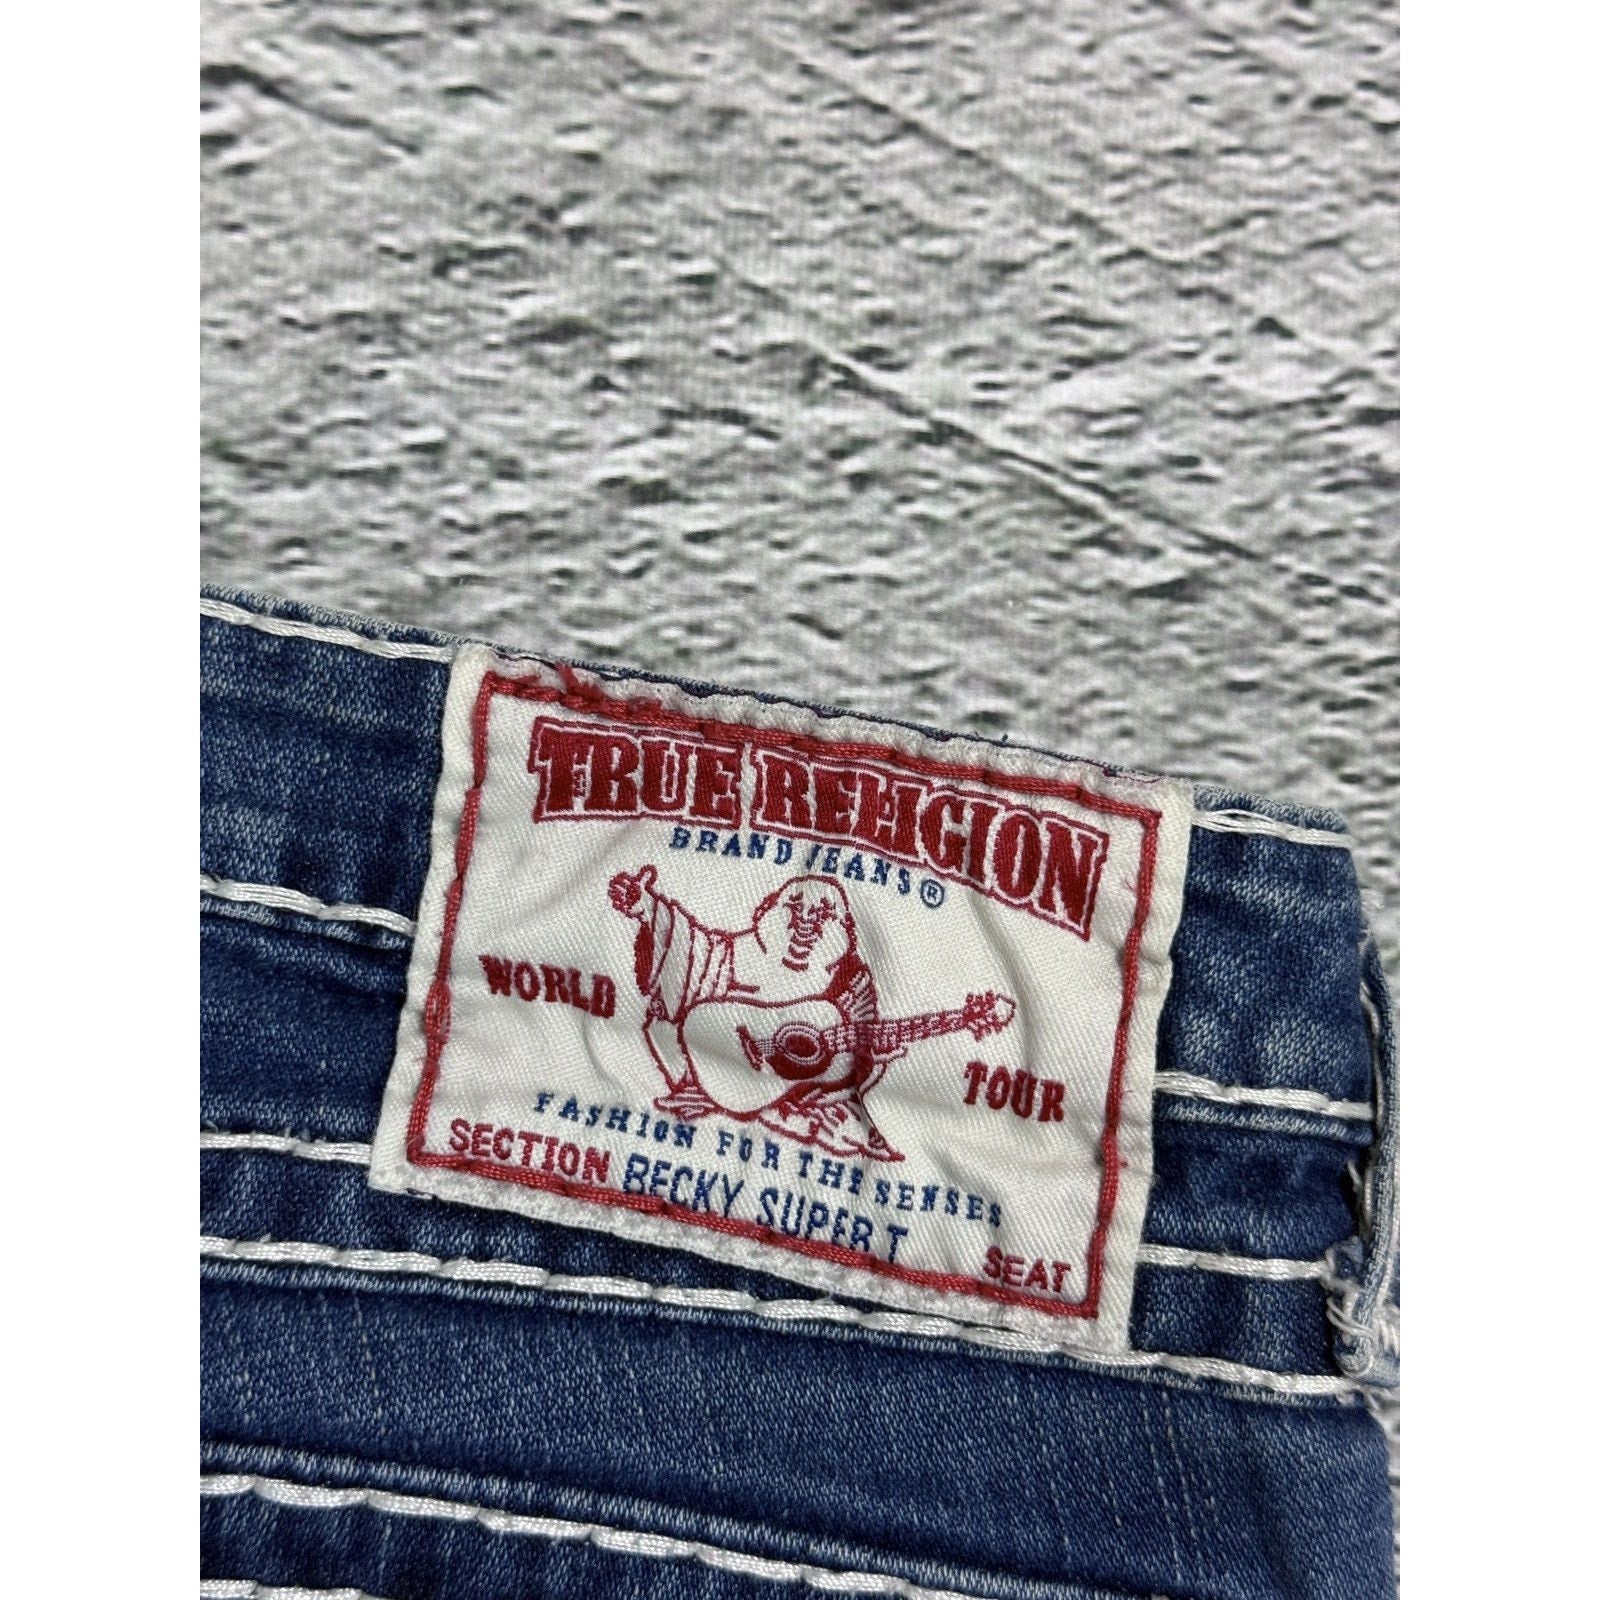 TRUE RELIGION
BRAND JEANS®
WORLD TOUR
FASHION FOR THE SENSES
SECTION BECKY SUPER T
SEAT